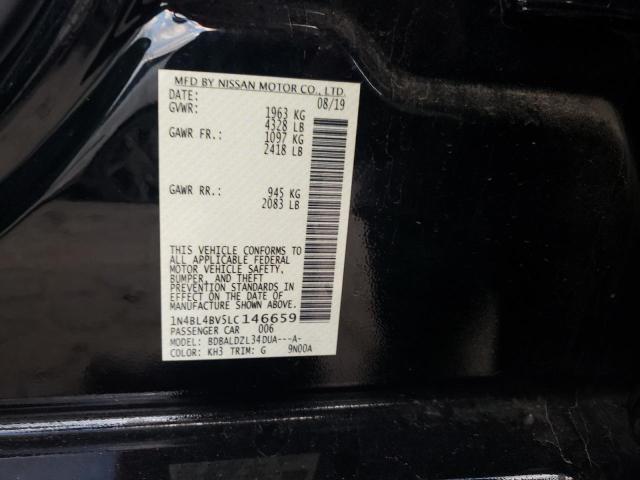 MFD BY NISSAN MOTOR CO., LTD.
DATE: 08/19
GVWR: 1963 KG
4328 LB
GAWR FR.: 1097 KG
2418 LB
GAWR RR.: 945 KG
2083 LB
THIS VEHICLE CONFORMS TO
ALL APPLICABLE FEDERAL
MOTOR VEHICLE SAFETY,
BUMPER, AND THEFT
PREVENTION STANDARDS IN
EFFECT ON THE DATE OF
MANUFACTURE SHOWN ABOVE.
1N4BL4BV5LC146659
PASSENGER CAR 006
MODEL: BDBALDZL34DUA---A-
COLOR: KH3 TRIM: G 9N00A